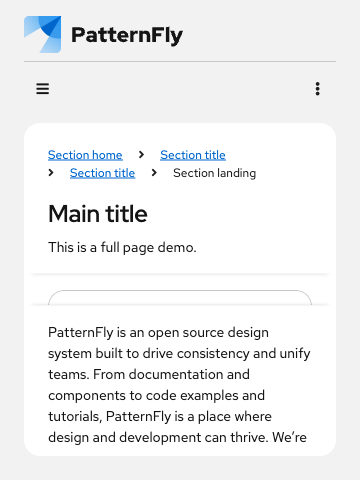 PatternFly
Section home > Section title
> Section title > Section landing
Main title
This is a full page demo.
PatternFly is an open source design
system built to drive consistency and unify
teams. From documentation and
components to code examples and
tutorials, PatternFly is a place where
design and development can thrive. We’re